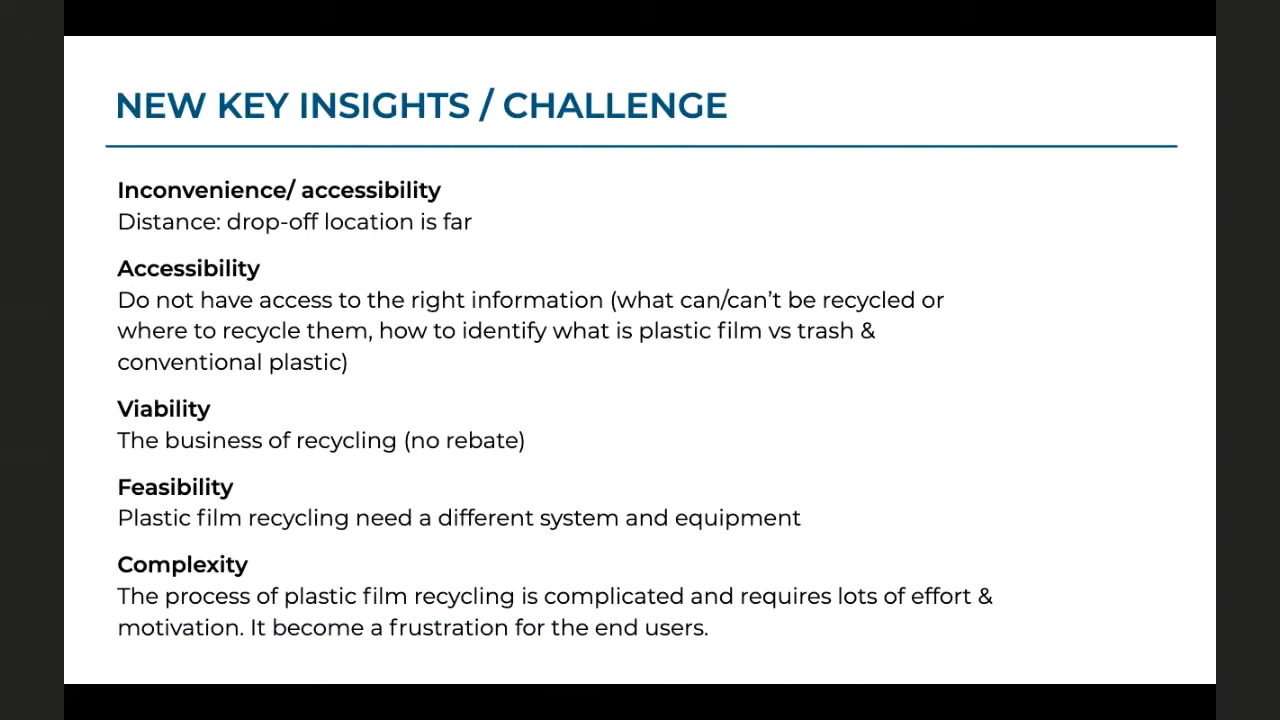 NEW KEY INSIGHTS / CHALLENGE
Inconvenience/ accessibility
Distance: drop-off location is far
Accessibility
Do not have access to the right information (what can/can’t be recycled or
where to recycle them, how to identify what is plastic film vs trash &
conventional plastic)
Viability
The business of recycling (no rebate)
Feasibility
Plastic film recycling need a different system and equipment
Complexity
The process of plastic film recycling is complicated and requires lots of effort &
motivation. It become a frustration for the end users.